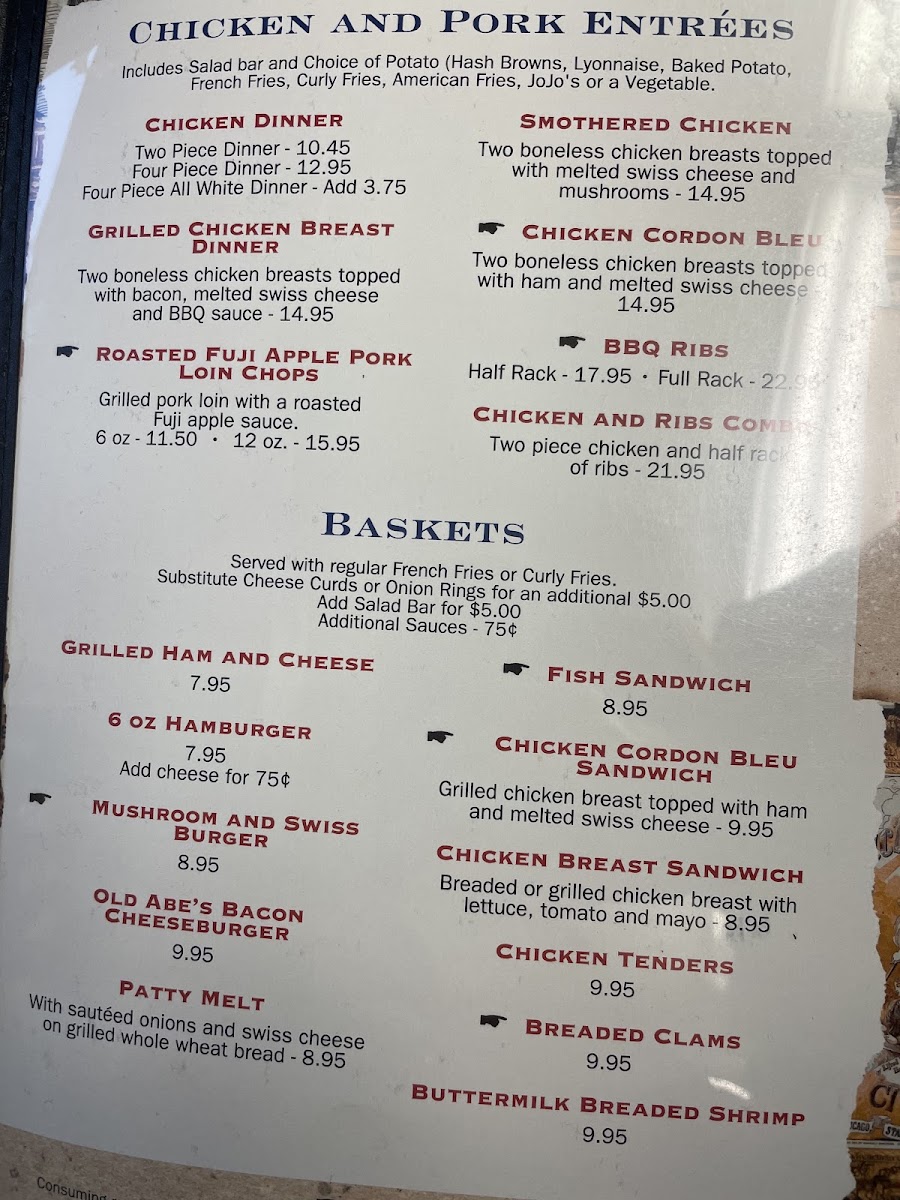 Chicken and Pork Entrées
Includes Salad bar and Choice of Potato (Hash Browns, Lyonnaise, Baked Potato,
French Fries, Curly Fries, American Fries, JoJo's or a Vegetable.
Chicken Dinner
Two Piece Dinner - 10.45
Four Piece Dinner - 12.95
Four Piece All White Dinner - Add 3.75
Grilled Chicken Breast
Dinner
Two boneless chicken breasts topped
with bacon, melted swiss cheese
and BBQ sauce - 14.95
Roasted Fuji Apple Pork
Loin Chops
Grilled pork loin with a roasted
Fuji apple sauce.
6 oz - 11.50 • 12 oz. - 15.95
Smothered Chicken
Two boneless chicken breasts topped
with melted swiss cheese and
mushrooms - 14.95
Chicken Cordon Bleu
Two boneless chicken breasts topped
with ham and melted swiss cheese -
14.95
BBQ Ribs
Half Rack - 17.95 • Full Rack - 22.95
Chicken and Ribs Combo
Two piece chicken and half rack
of ribs - 21.95
Baskets
Served with regular French Fries or Curly Fries.
Substitute Cheese Curds or Onion Rings for an additional $5.00
Add Salad Bar for $5.00
Additional Sauces - 75¢
Grilled Ham and Cheese
7.95
6 oz Hamburger
7.95
Add cheese for 75¢
Mushroom and Swiss
Burger
8.95
Old Abe's Bacon
Cheeseburger
9.95
Patty Melt
With sautéed onions and swiss cheese
on grilled whole wheat bread - 8.95
Fish Sandwich
8.95
Chicken Cordon Bleu
Sandwich
Grilled chicken breast topped with ham
and melted swiss cheese - 9.95
Chicken Breast Sandwich
Breaded or grilled chicken breast with
lettuce, tomato and mayo - 8.95
Chicken Tenders
9.95
Breaded Clams
9.95
Buttermilk Breaded Shrimp
9.95
Consuming